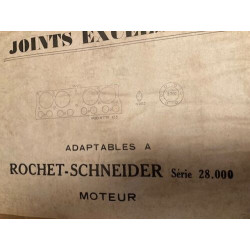 JOINTS
ADAPTABLES A
ROCHET-SCHNEIDER Série 28.000
MOTEUR